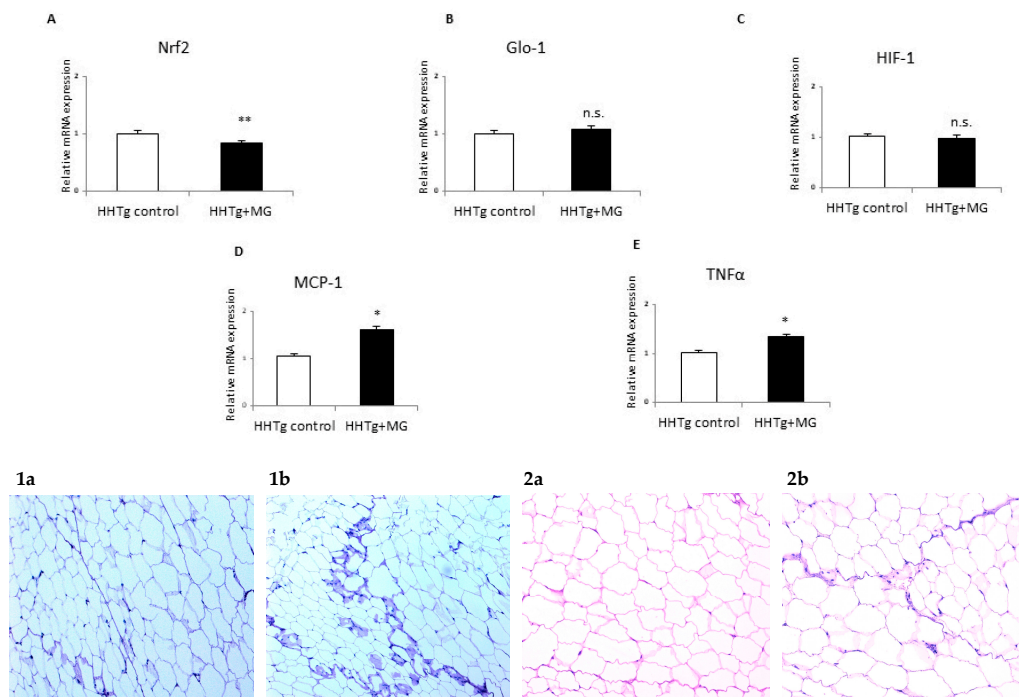 A
Nrf2
Relative mRNA expression
2
1
0
**
HHTg control
HHTg+MG
B
Glo-1
Relative mRNA expression
2
1
0
n.s.
HHTg control
HHTg+MG
C
HIF-1
Relative mRNA expression
2
1
0
n.s.
HHTg control
HHTg+MG
D
MCP-1
Relative mRNA expression
2
1
0
*
HHTg control
HHTg+MG
E
TNFα
Relative mRNA expression
2
1
0
*
HHTg control
HHTg+MG
1a
1b
2a
2b